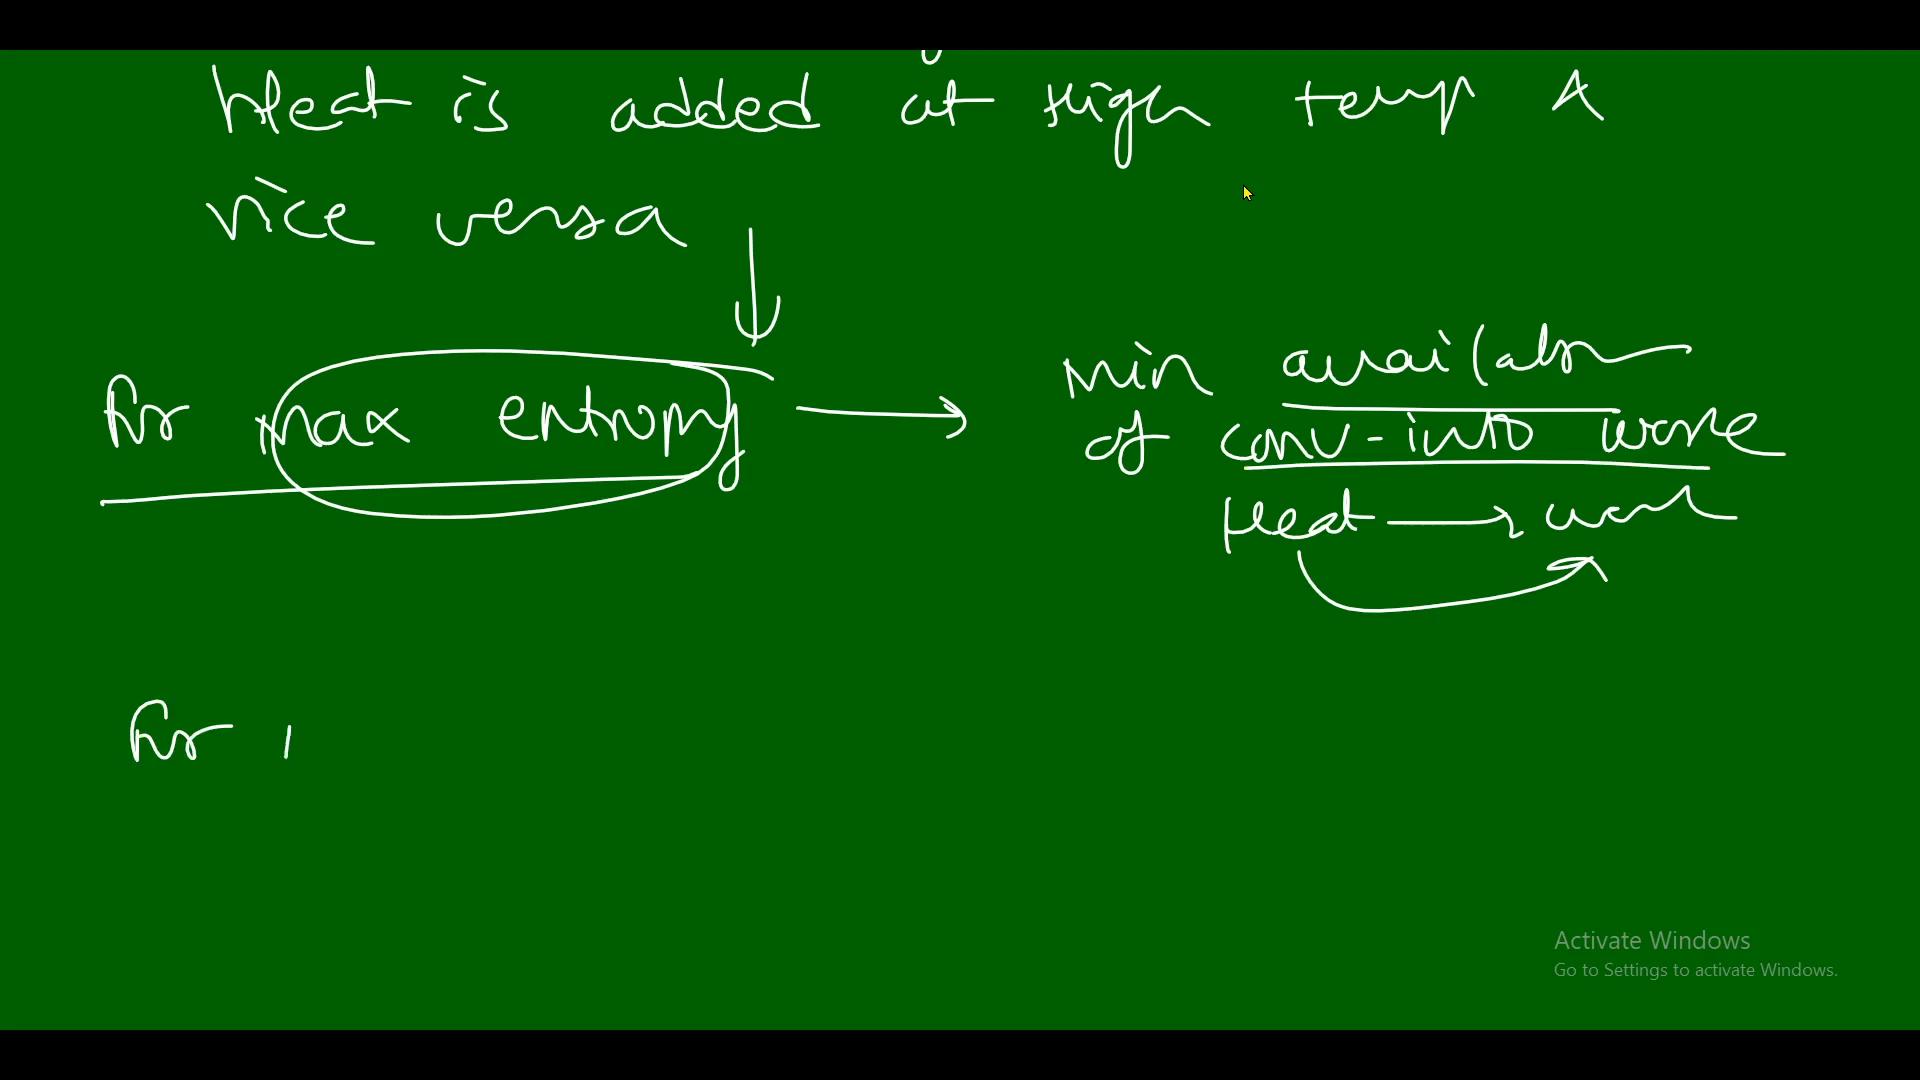 Heat is added at High temp &
vice versa
for max entropy → min availab
of conv-into work
Heat → work
for
Activate Windows
Go to Settings to activate Windows.